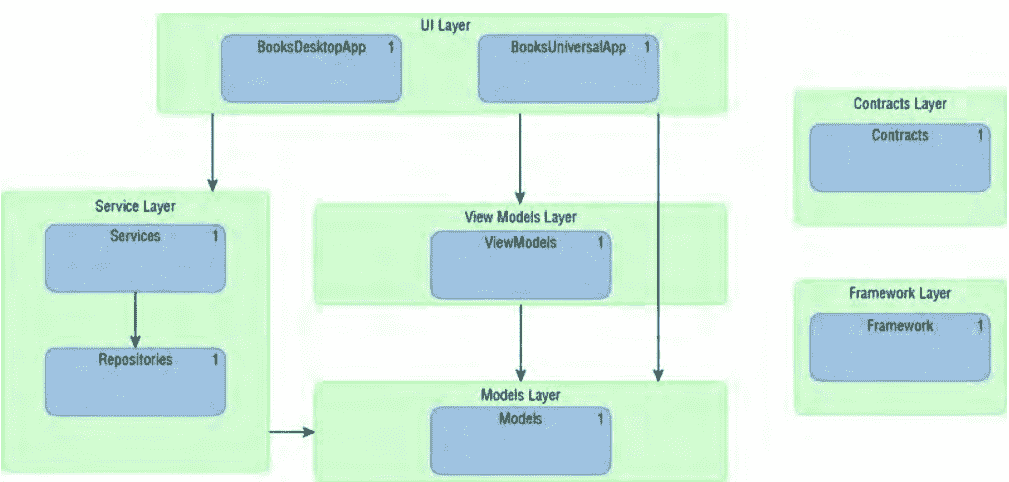 UI Layer
BooksDesktopApp 1
BooksUniversalApp 1
Contracts Layer
Contracts 1
Service Layer
Services 1
Repositories 1
View Models Layer
ViewModels 1
Framework Layer
Framework 1
Models Layer
Models 1